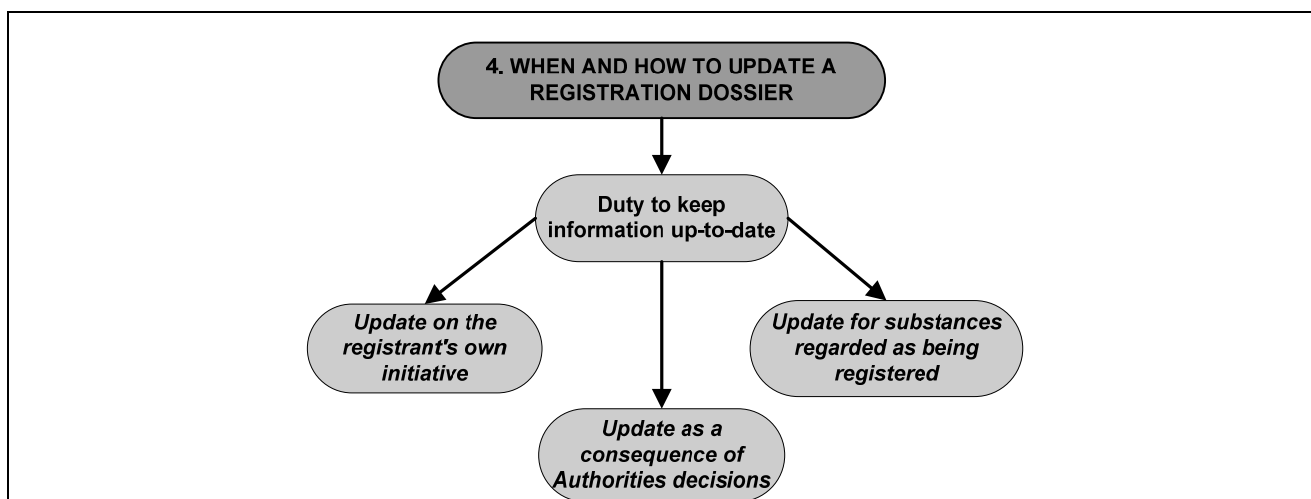 4. WHEN AND HOW TO UPDATE A
REGISTRATION DOSSIER
Duty to keep
information up-to-date
Update on the
registrant's own
initiative
Update for substances
regarded as being
registered
Update as a
consequence of
Authorities decisions